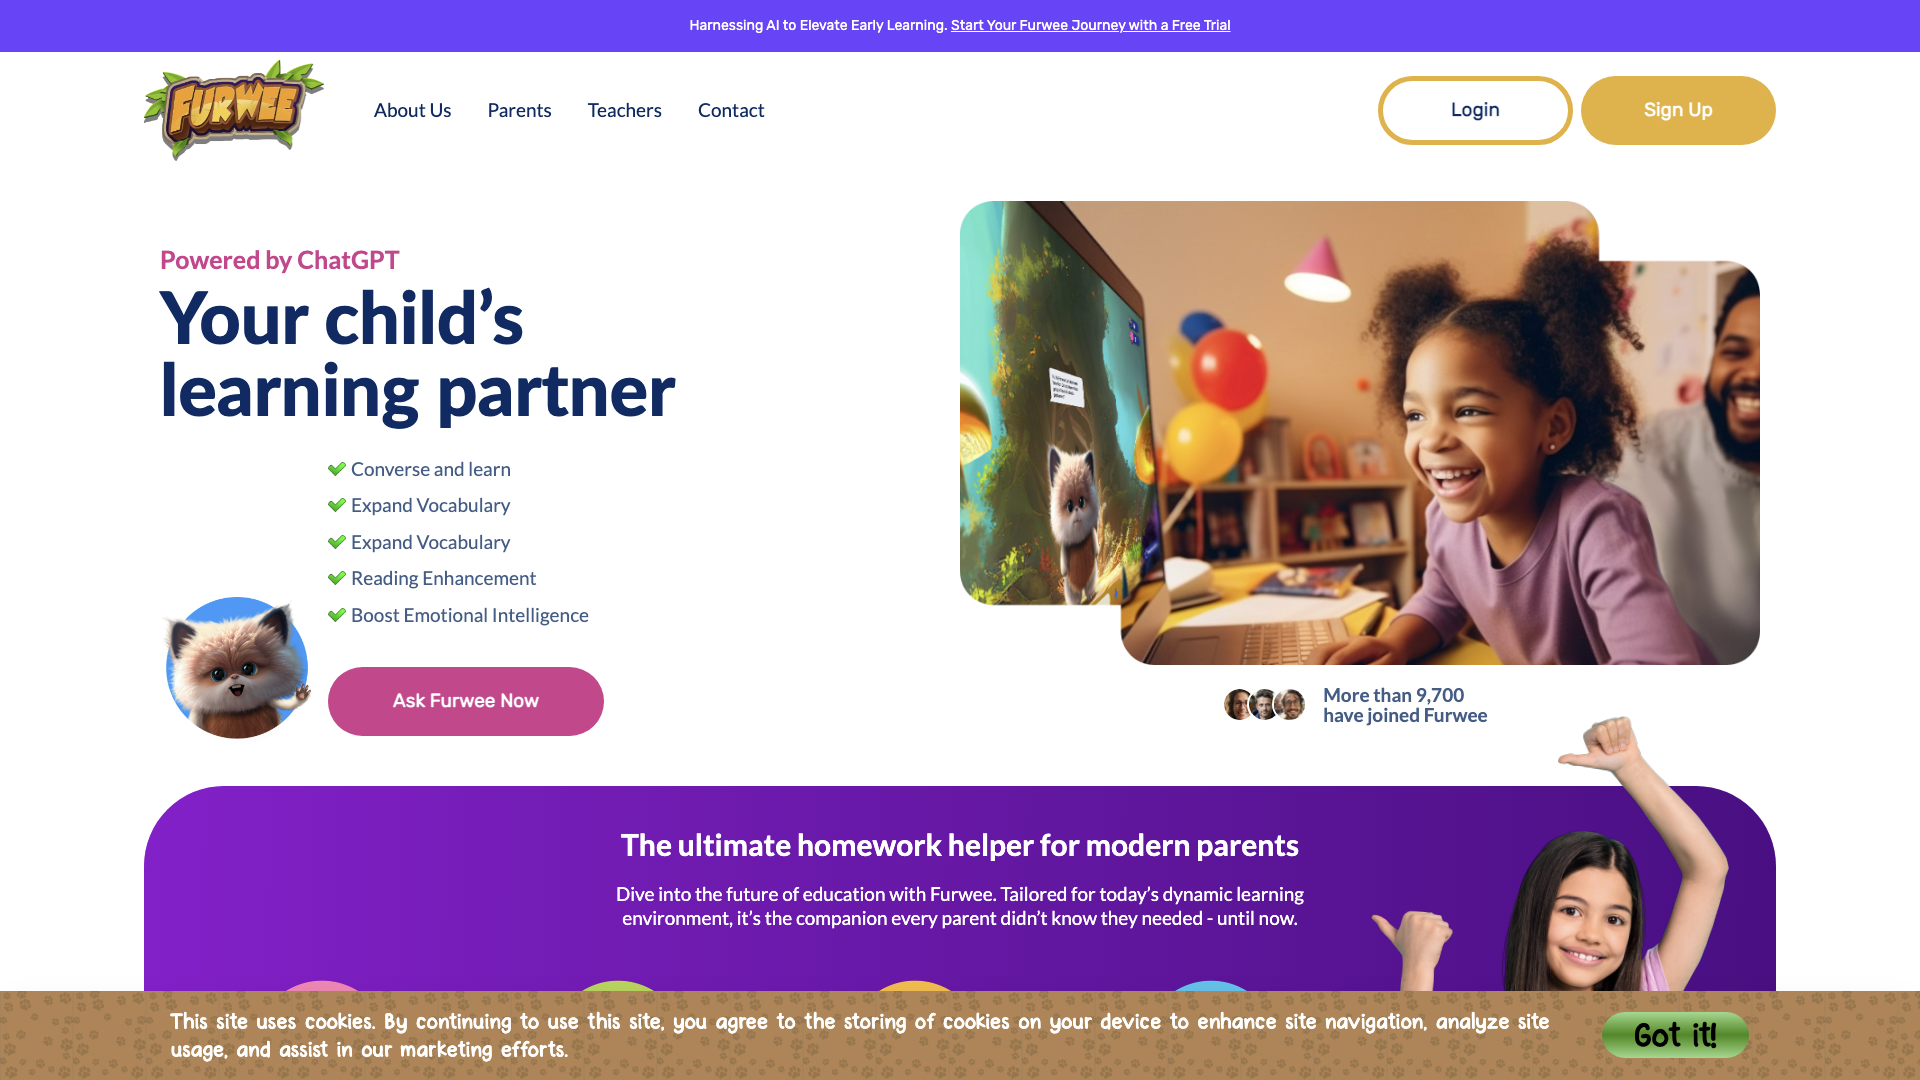 Harnessing AI to Elevate Early Learning. Start Your Furwee Journey with a Free Trial
FURWEE
About Us
Parents
Teachers
Contact
Login
Sign Up
Powered by ChatGPT
Your child’s
learning partner
Converse and learn
Expand Vocabulary
Expand Vocabulary
Reading Enhancement
Boost Emotional Intelligence
Ask Furwee Now
More than 9,700
have joined Furwee
The ultimate homework helper for modern parents
Dive into the future of education with Furwee. Tailored for today’s dynamic learning
environment, it’s the companion every parent didn’t know they needed - until now.
This site uses cookies. By continuing to use this site, you agree to the storing of cookies on your device to enhance site navigation, analyze site
usage, and assist in our marketing efforts.
Got it!